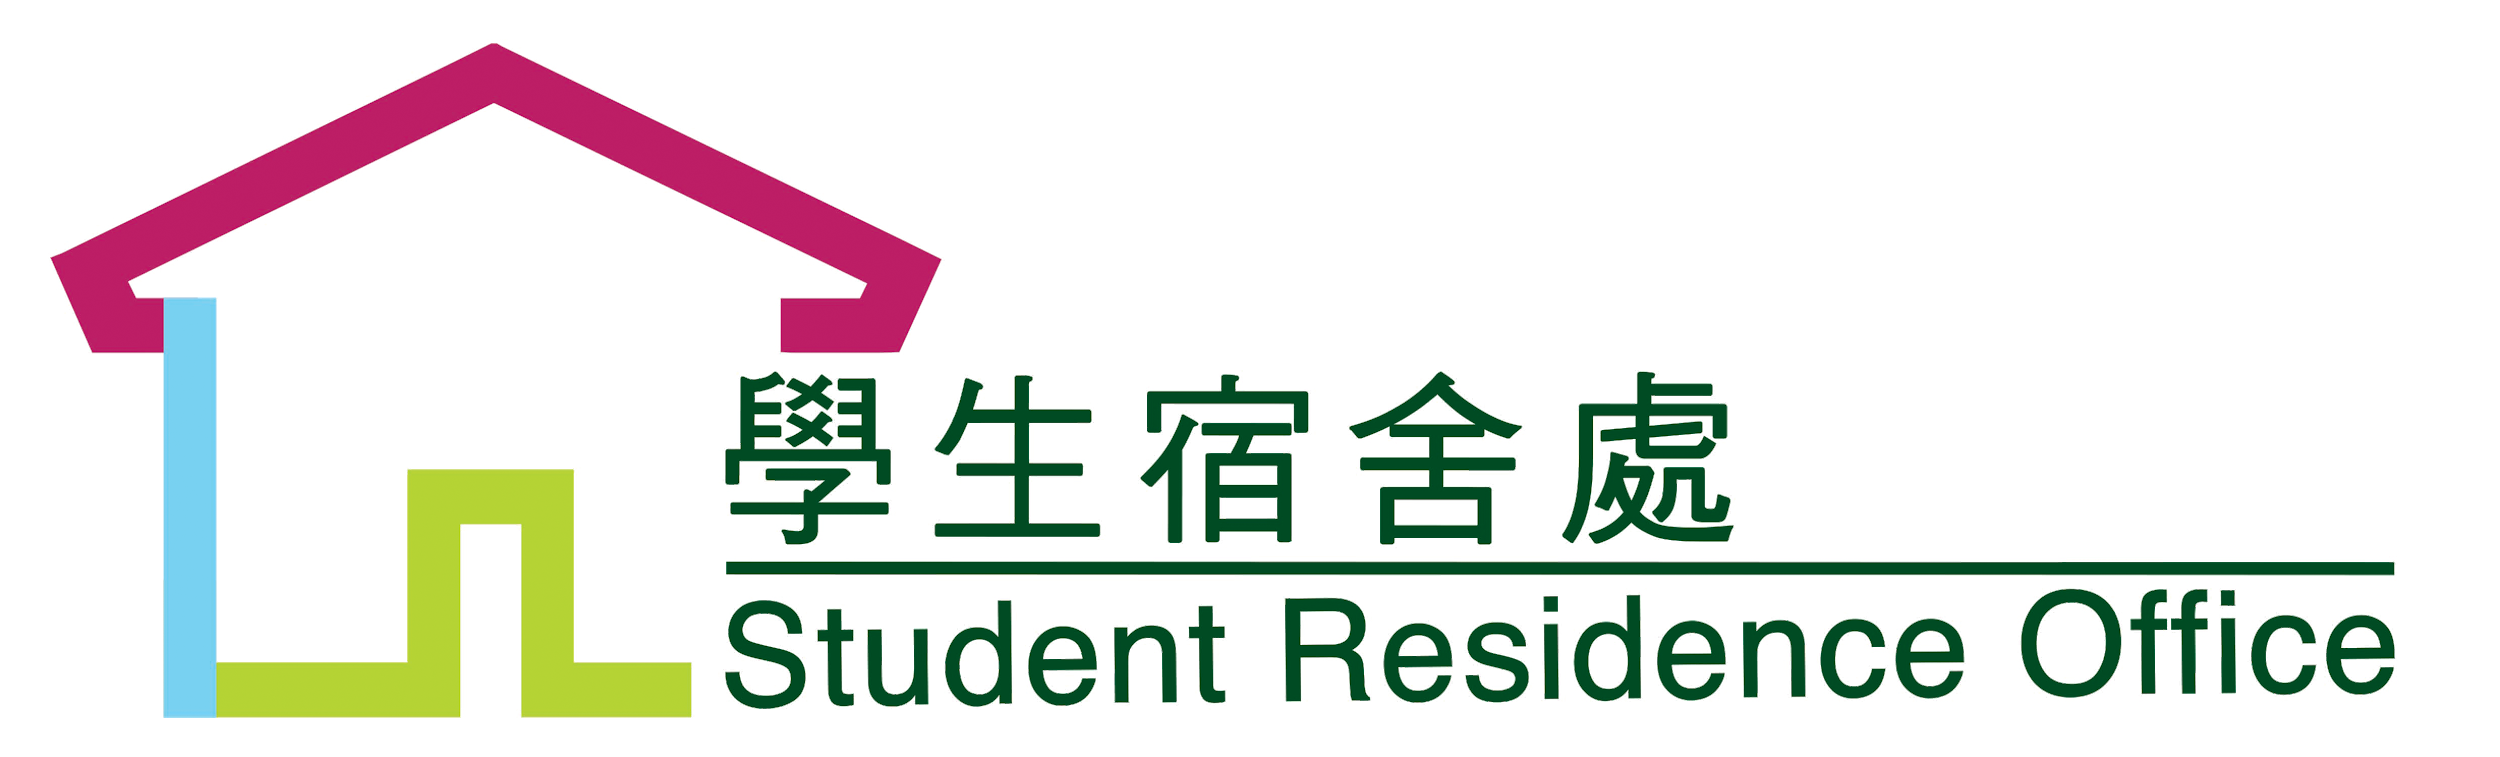 學生宿舍處
Student Residence Office